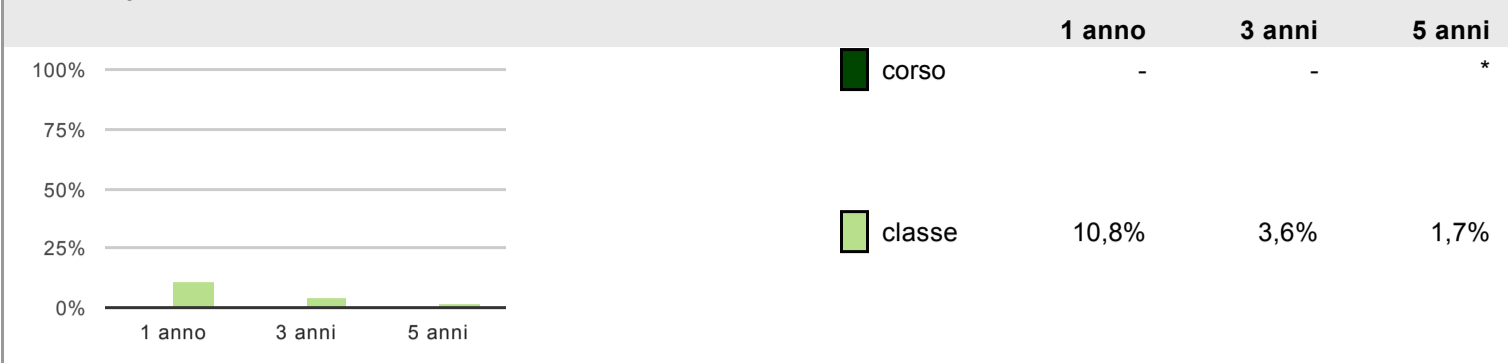 1 anno 3 anni 5 anni
100%
75%
50%
25%
0%
1 anno 3 anni 5 anni
corso - - *
classe 10,8% 3,6% 1,7%